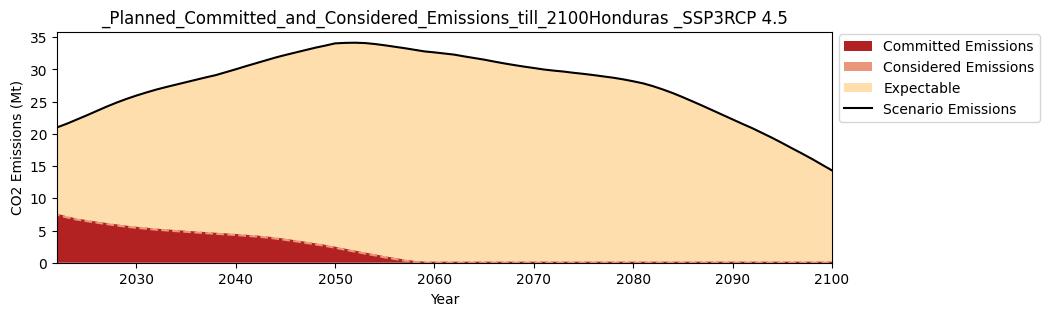 _Planned_Committed_and_Considered_Emissions_till_2100Honduras _SSP3RCP 4.5
35
30
25
20
15
10
5
0
CO2 Emissions (Mt)
2030
2040
2050
2060
2070
2080
2090
2100
Year
Committed Emissions
Considered Emissions
Expectable
Scenario Emissions